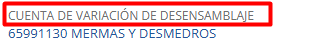 CUENTA DE VARIACIÓN DE DESENSAMBLAJE
65991130 MERMAS Y DESMEDROS